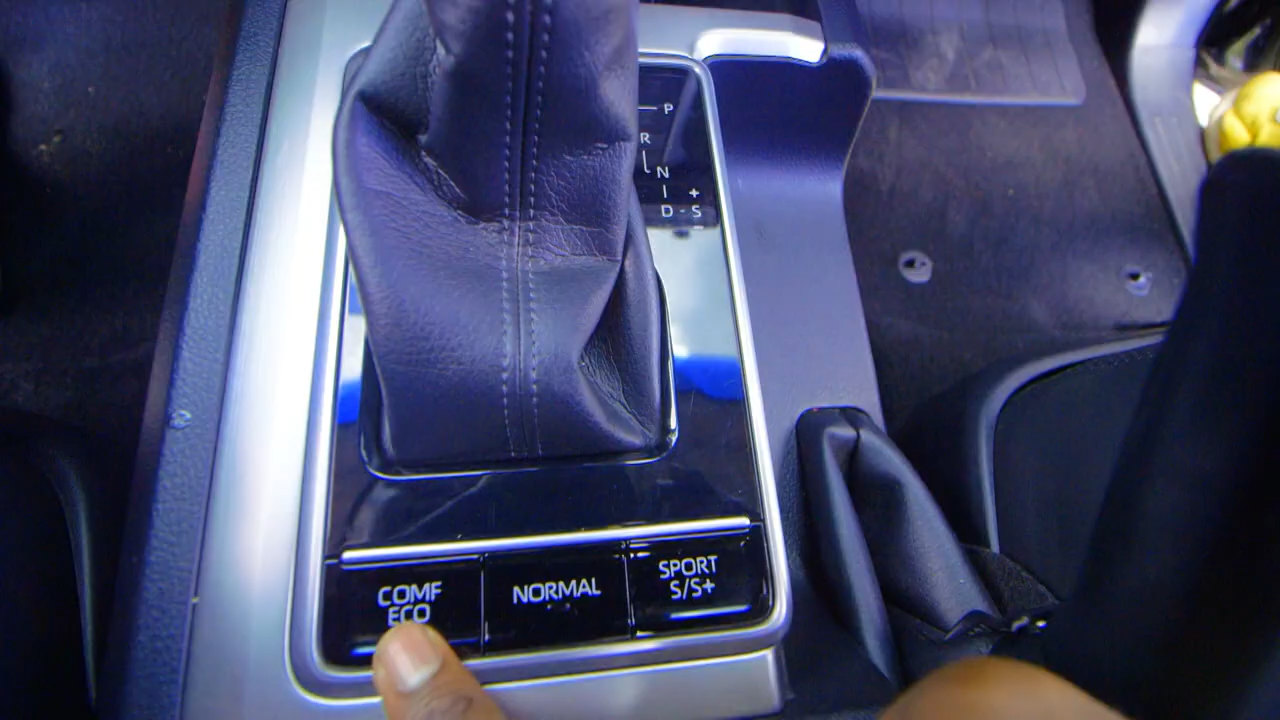 P
R
N
+
D - S
COMF
ECO
NORMAL
SPORT
S/S+